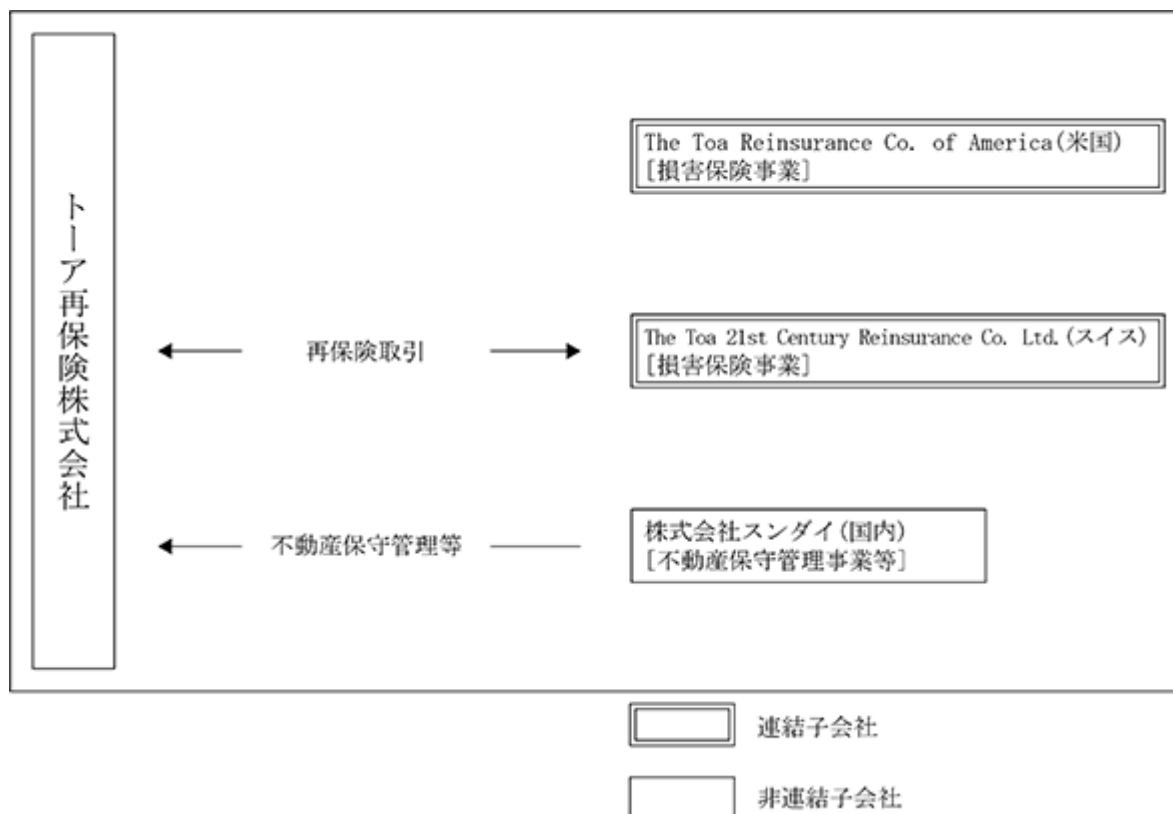 トーア再保険株式会社
The Toa Reinsurance Co. of America(米国)
[損害保険事業]
再保険取引
The Toa 21st Century Reinsurance Co. Ltd.(スイス)
[損害保険事業]
不動産保守管理等
株式会社スンダイ(国内)
[不動産保守管理事業等]
連結子会社
非連結子会社